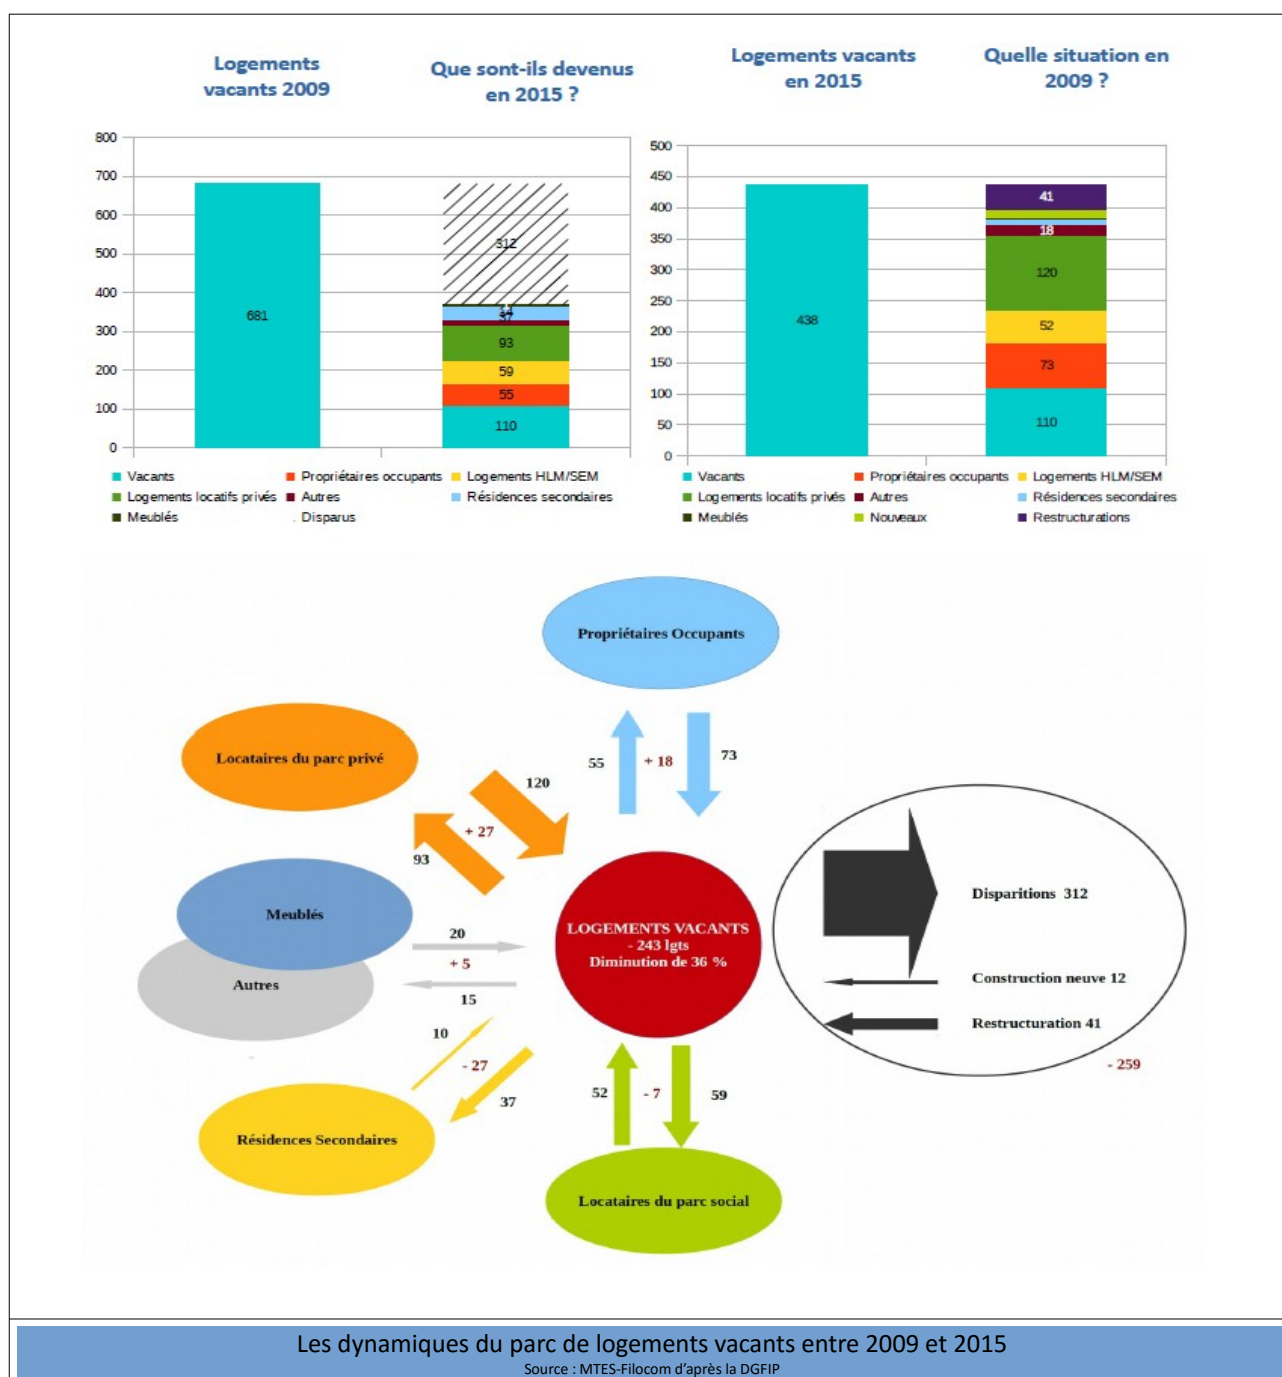 Logements
vacants 2009
Que sont-ils devenus
en 2015 ?
Logements vacants
en 2015
Quelle situation en
2009 ?
800
700
600
500
400
300
200
100
0
681
312
37
93
59
55
110
Vacants
Propriétaires occupants
Logements HLM/SEM
Logements locatifs privés
Autres
Résidences secondaires
Meublés
Disparus
500
450
400
350
300
250
200
150
100
50
0
438
41
18
120
52
73
110
Vacants
Propriétaires occupants
Logements HLM/SEM
Logements locatifs privés
Autres
Résidences secondaires
Meublés
Nouveaux
Restructurations
Propriétaires Occupants
55
+ 18
73
Locataires du parc privé
120
+ 27
93
Meublés
Autres
20
+ 5
15
LOGEMENTS VACANTS
- 243 lgts
Diminution de 36 %
Disparitions 312
Construction neuve 12
Restructuration 41
- 259
10
- 27
37
Résidences Secondaires
52
- 7
59
Locataires du parc social
Les dynamiques du parc de logements vacants entre 2009 et 2015
Source : MTES-Filocom d'après la DGFIP